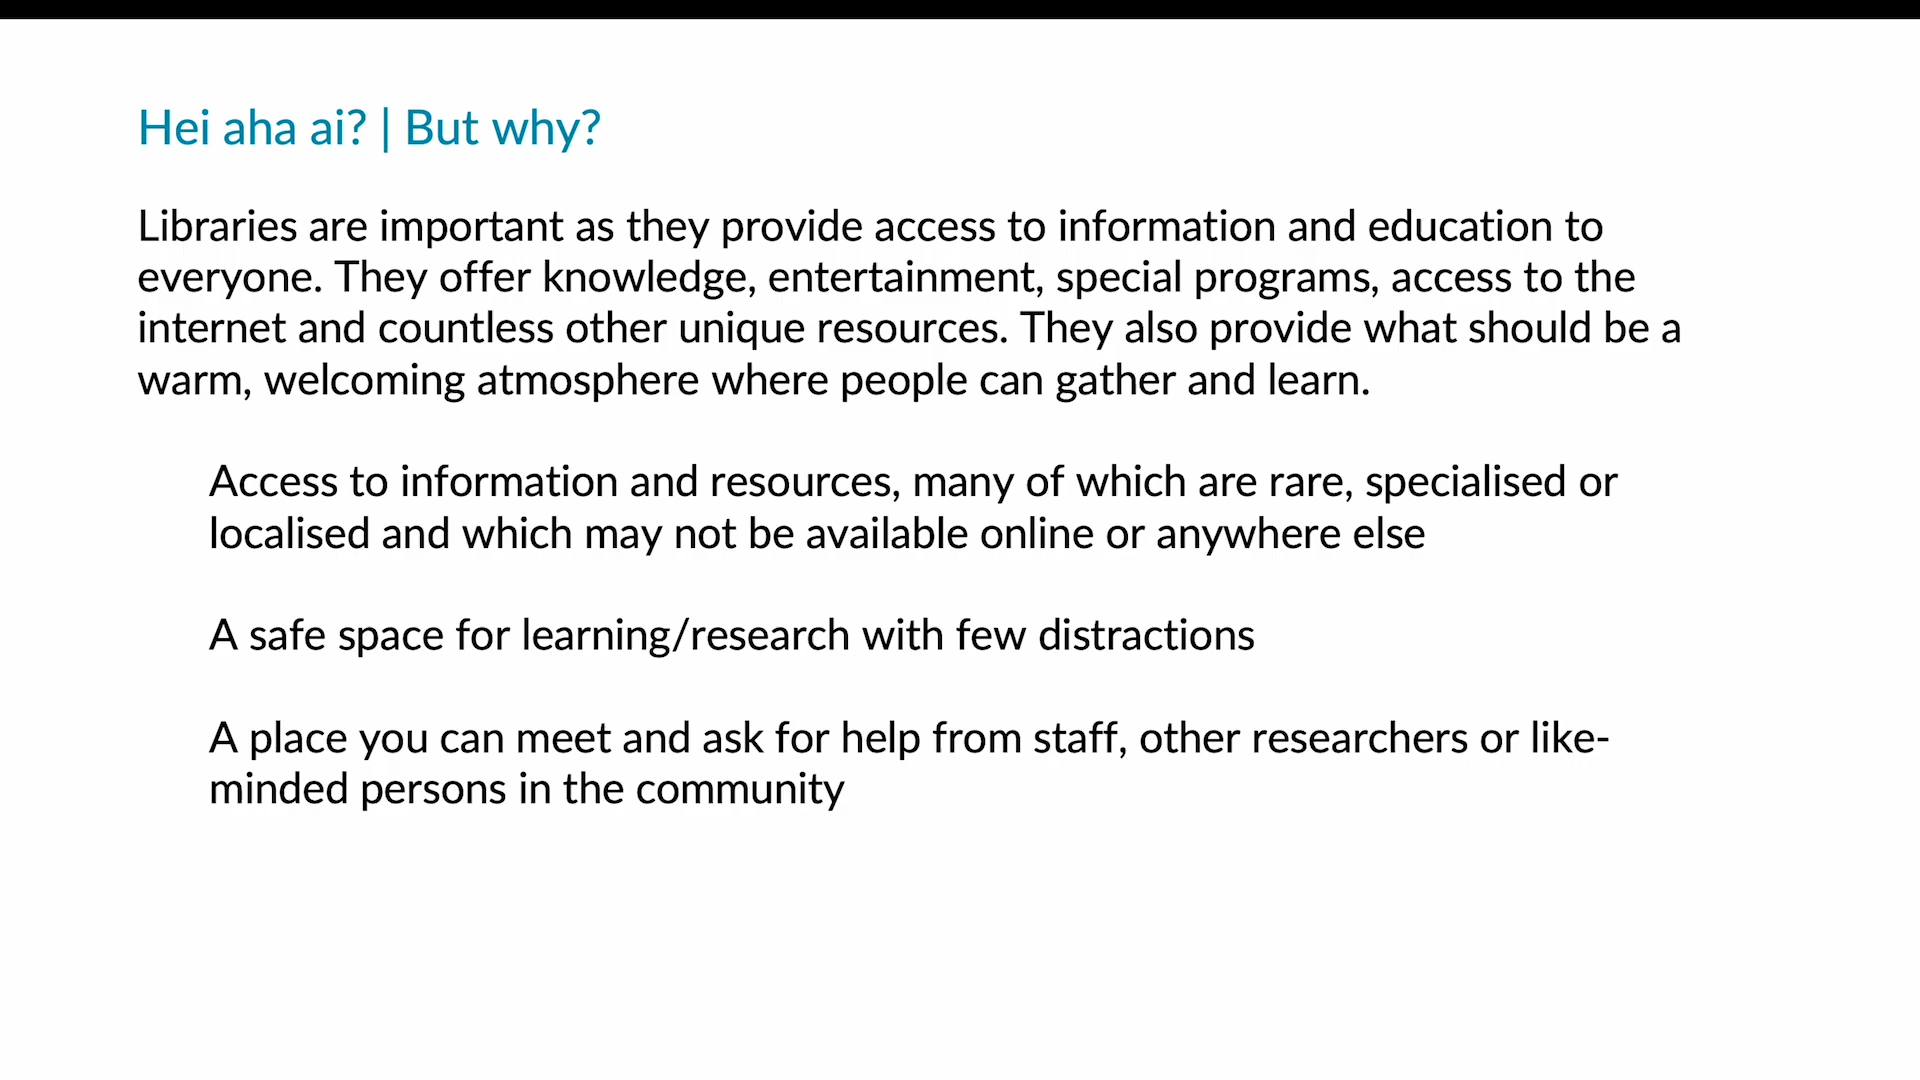 Hei aha ai? | But why?
Libraries are important as they provide access to information and education to
everyone. They offer knowledge, entertainment, special programs, access to the
internet and countless other unique resources. They also provide what should be a
warm, welcoming atmosphere where people can gather and learn.
Access to information and resources, many of which are rare, specialised or
localised and which may not be available online or anywhere else
A safe space for learning/research with few distractions
A place you can meet and ask for help from staff, other researchers or like-
minded persons in the community